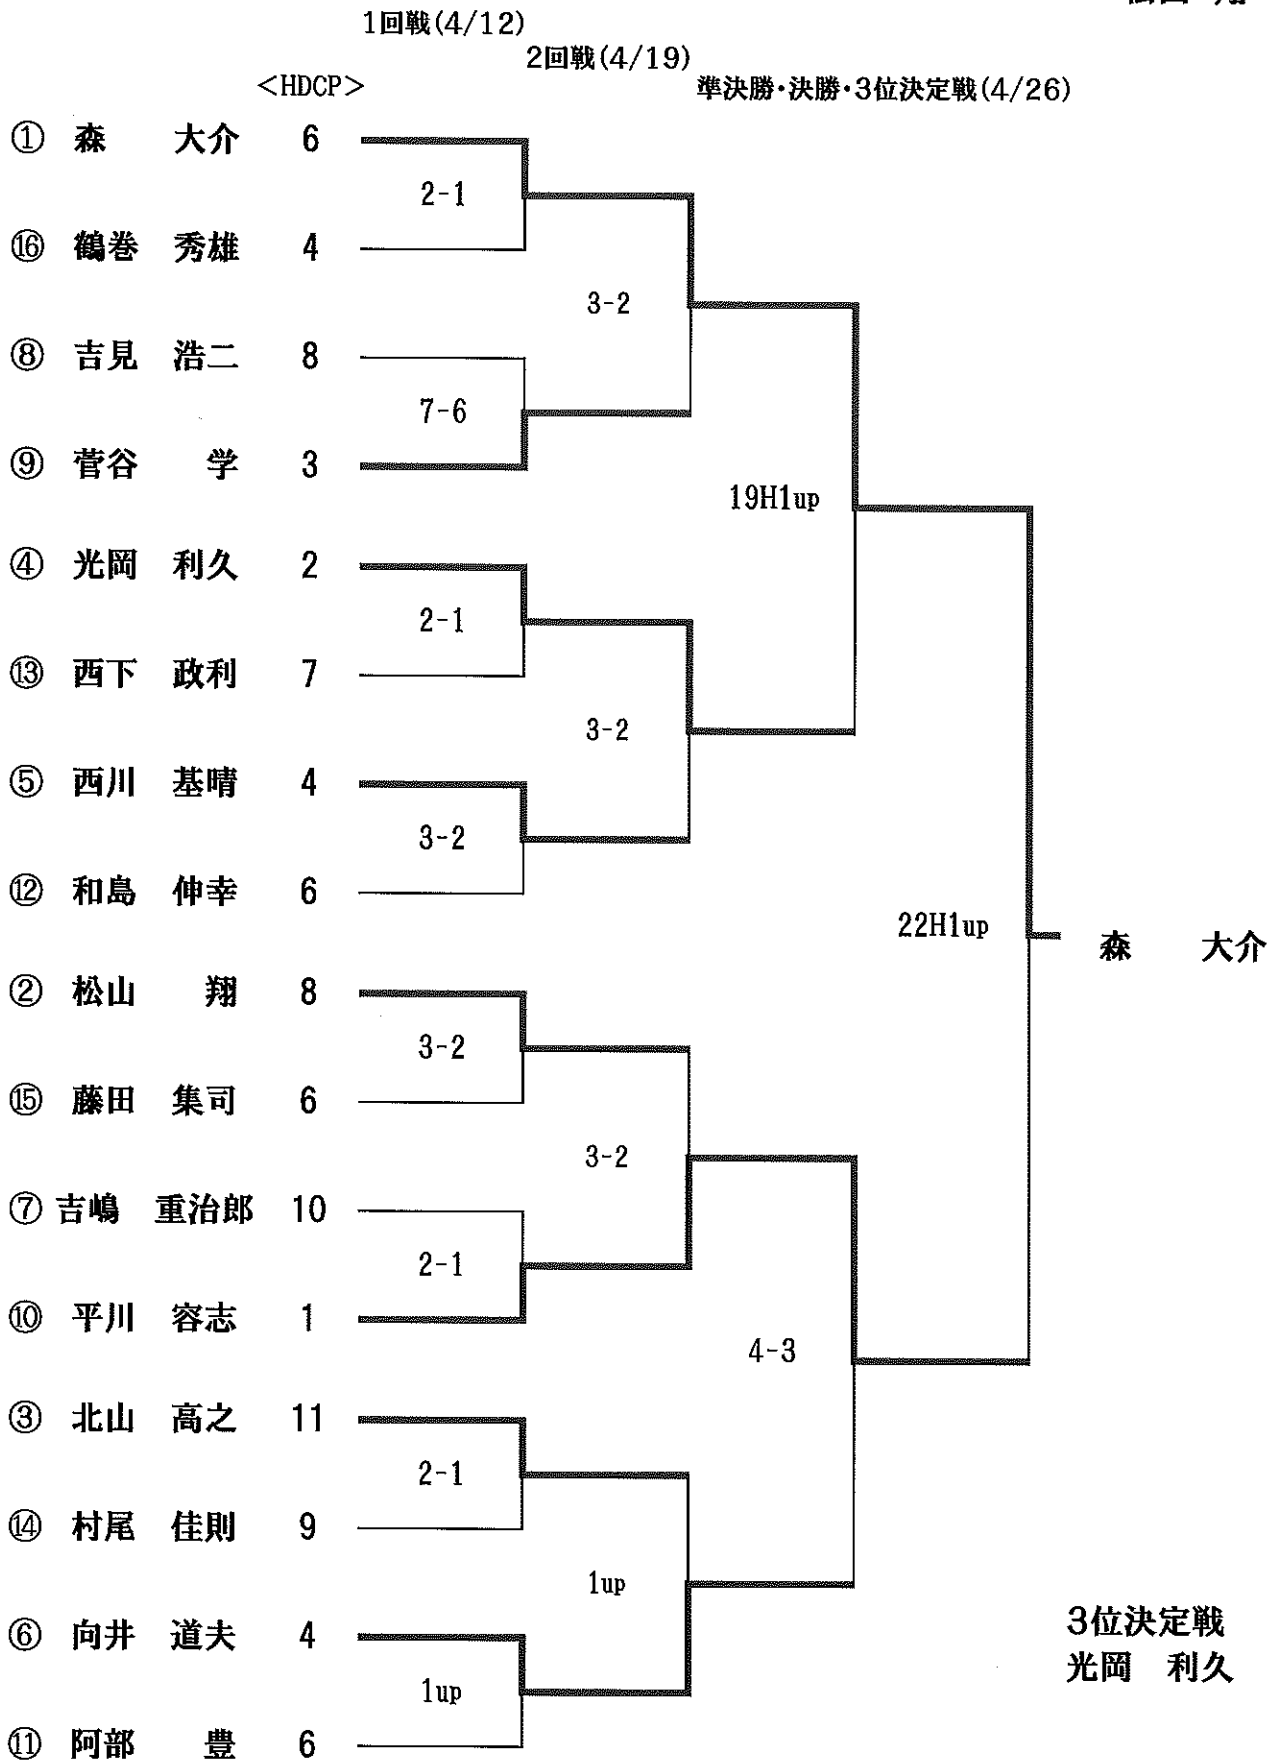 1回戦(4/12)
2回戦(4/19)
<HDCP>
準決勝・決勝・3位決定戦(4/26)
① 森 大介 6
2-1
⑯ 鶴巻 秀雄 4
3-2
⑧ 吉見 浩二 8
7-6
⑨ 菅谷 学 3
19H1up
④ 光岡 利久 2
2-1
⑬ 西下 政利 7
3-2
⑤ 西川 基晴 4
3-2
⑫ 和島 伸幸 6
22H1up
森 大介
② 松山 翔 8
3-2
⑮ 藤田 集司 6
3-2
⑦ 吉嶋 重治郎 10
2-1
⑩ 平川 容志 1
4-3
③ 北山 高之 11
2-1
⑭ 村尾 佳則 9
1up
⑥ 向井 道夫 4
1up
⑪ 阿部 豊 6
3位決定戦
光岡 利久